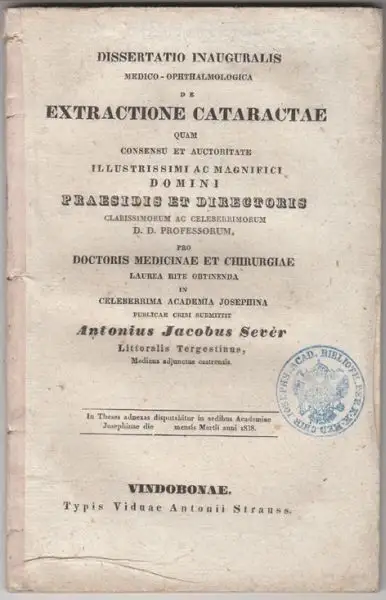 DISSERTATIO INAUGURALIS
MEDICO-OPHTHALMOLOGICA
DE
EXTRACTIONE CATARACTAE
QUAM
CONSENSU ET AUCTORITATE
ILLUSTRISSIMI AC MAGNIFICI
DOMINI
PRAESIDIS ET DIRECTORIS
CLARISSIMORUM AC CELEBERRIMORUM
D. D. PROFESSORUM,
PRO
DOCTORIS MEDICINAE ET CHIRURGIAE
LAUREA RITE OBTINENDA
IN
CELEBERRIMA ACADEMIA JOSEPHINA
PUBLICAE CRISI SUBMITTIT
Antonius Jacobus Sevèr
Littoralis Tergestinus,
Medicus adjunctus castrensis.
In Theses adnexas disputabitur in aedibus Academiae
Josephinae die mensis Martii anni 1838.
VINDOBONAE.
Typis Viduae Antonii Strauss.